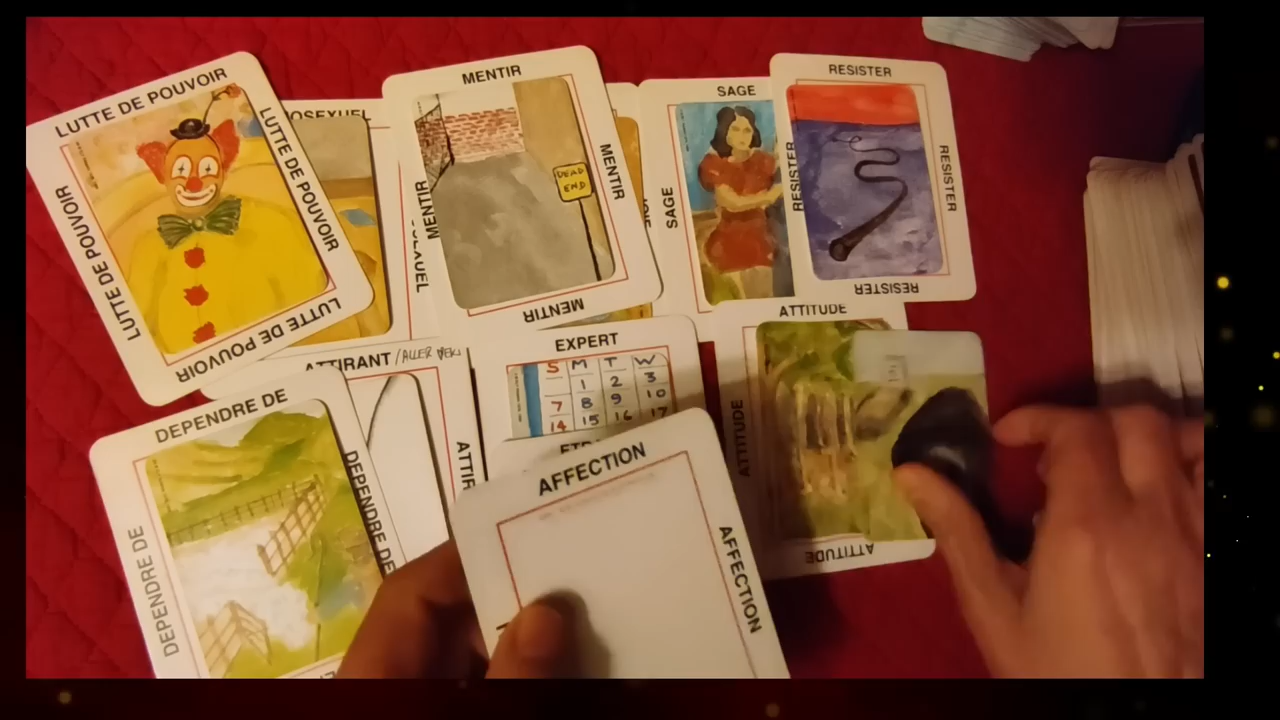 LUTTE DE POUVOIR
LUTTE DE POUVOIR
LUTTE DE POUVOIR
LUTTE DE POUVOIR
MENTIR
MENTIR
MENTIR
MENTIR
DEAD
END
SAGE
SAGE
RESISTER
RESISTER
RESISTER
RESISTER
ATTIRANT
EXPERT
S M T W
1 2 3
7 8 9 10
14 15 16 17
ATTITUDE
ATTITUDE
ATTITUDE
DEPENDRE DE
DEPENDRE DE
DEPENDRE DE
AFFECTION
AFFECTION